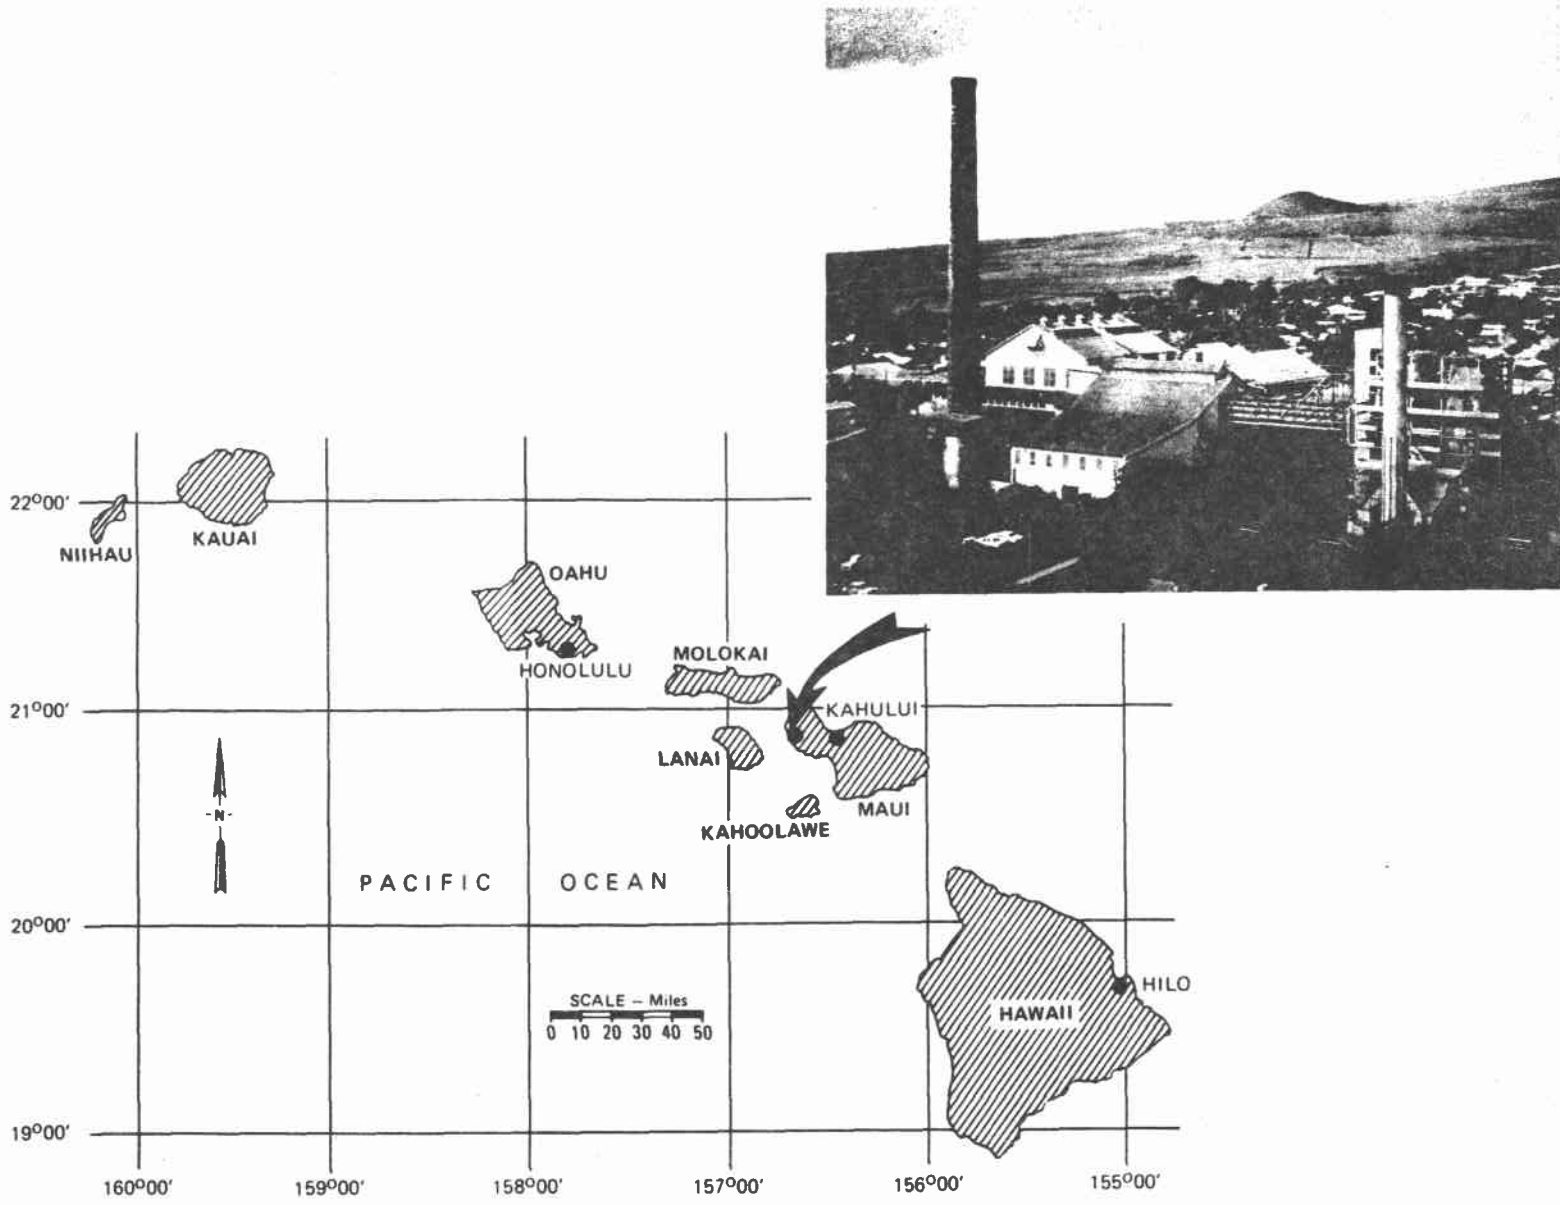 22°00'
NIIHAU
KAUAI
OAHU
HONOLULU
MOLOKAI
21°00'
KAHULUI
LANAI
MAUI
KAHOOLAWE
-N-
PACIFIC OCEAN
20°00'
HILO
HAWAII
SCALE - Miles
0 10 20 30 40 50
19°00'
160°00' 159°00' 158°00' 157°00' 156°00' 155°00'